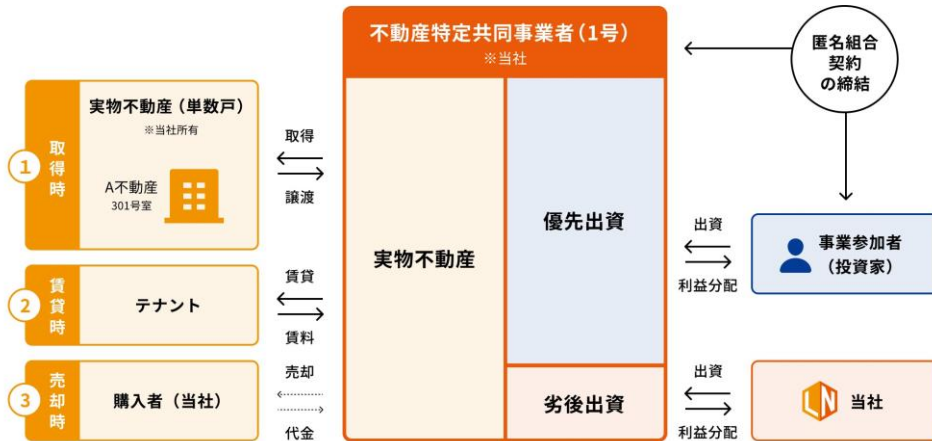 不動産特定共同事業者（1号）
※当社
匿名組合
契約
の締結
1
取得時
実物不動産（単数戸）
※当社所有
A不動産
301号室
取得
譲渡
実物不動産
優先出資
出資
利益分配
事業参加者
（投資家）
2
賃貸時
テナント
賃貸
賃料
3
売却時
購入者（当社）
売却
代金
劣後出資
出資
利益分配
LN
当社